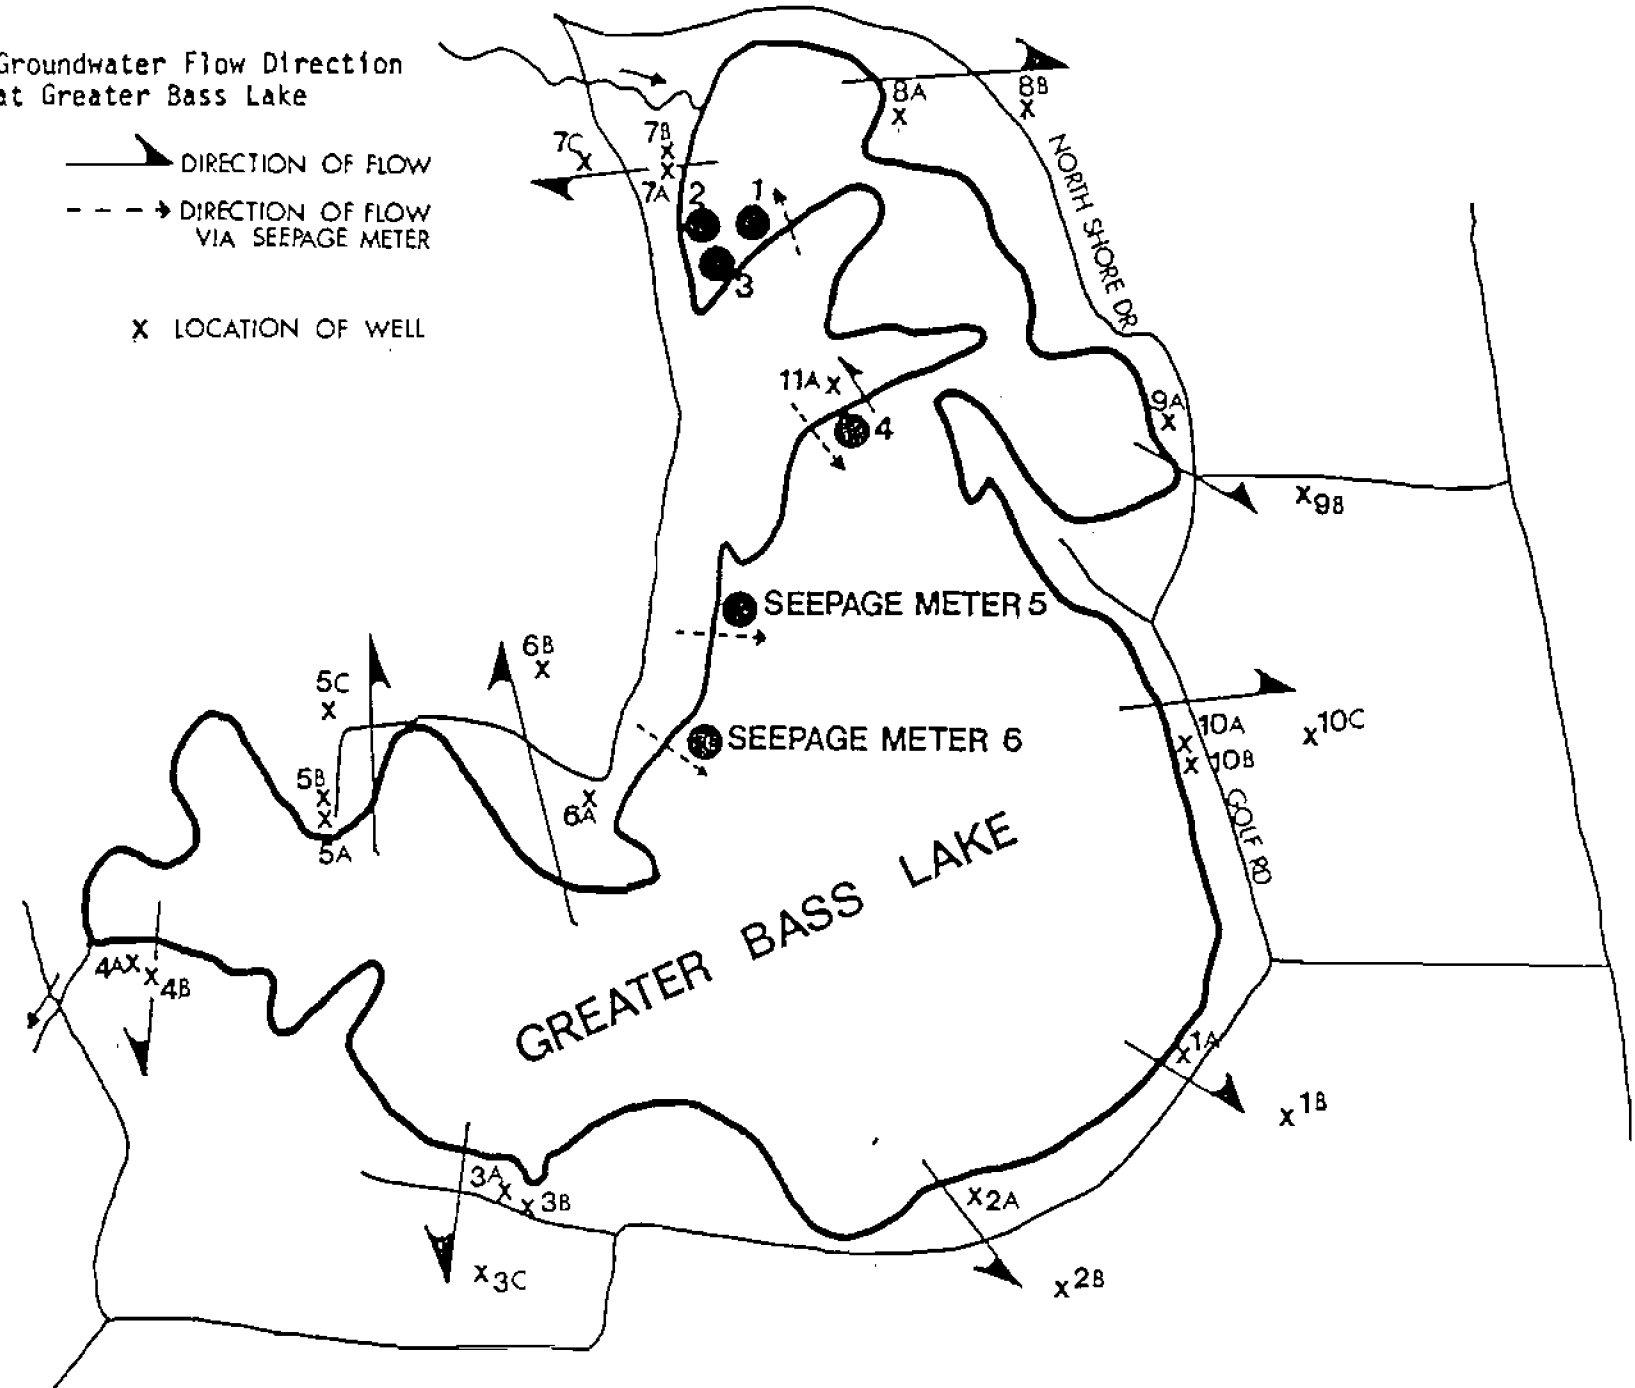 Groundwater Flow Direction
at Greater Bass Lake
DIRECTION OF FLOW
DIRECTION OF FLOW
VIA SEEPAGE METER
X LOCATION OF WELL
8A
X
8B
X
7C
X
7B
X
X
7A
2
1
3
NORTH SHORE DR.
11A X
4
9A
X
X 9B
SEEPAGE METER 5
6B
X
5C
X
10A
X
X 10B
X 10C
SEEPAGE METER 6
5B
X
X
5A
X
6A
GOLF RD
GREATER BASS LAKE
4A X
X 4B
X 1A
X 1B
3A X
X 3B
X 3C
X 2A
X 2B